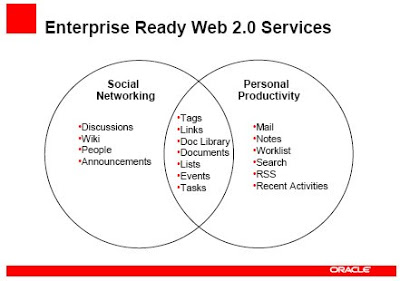 Enterprise Ready Web 2.0 Services
Social
Networking
•Discussions
•Wiki
•People
•Announcements
•Tags
•Links
•Doc Library
•Documents
•Lists
•Events
•Tasks
Personal
Productivity
•Mail
•Notes
•Worklist
•Search
•RSS
•Recent Activities
ORACLE